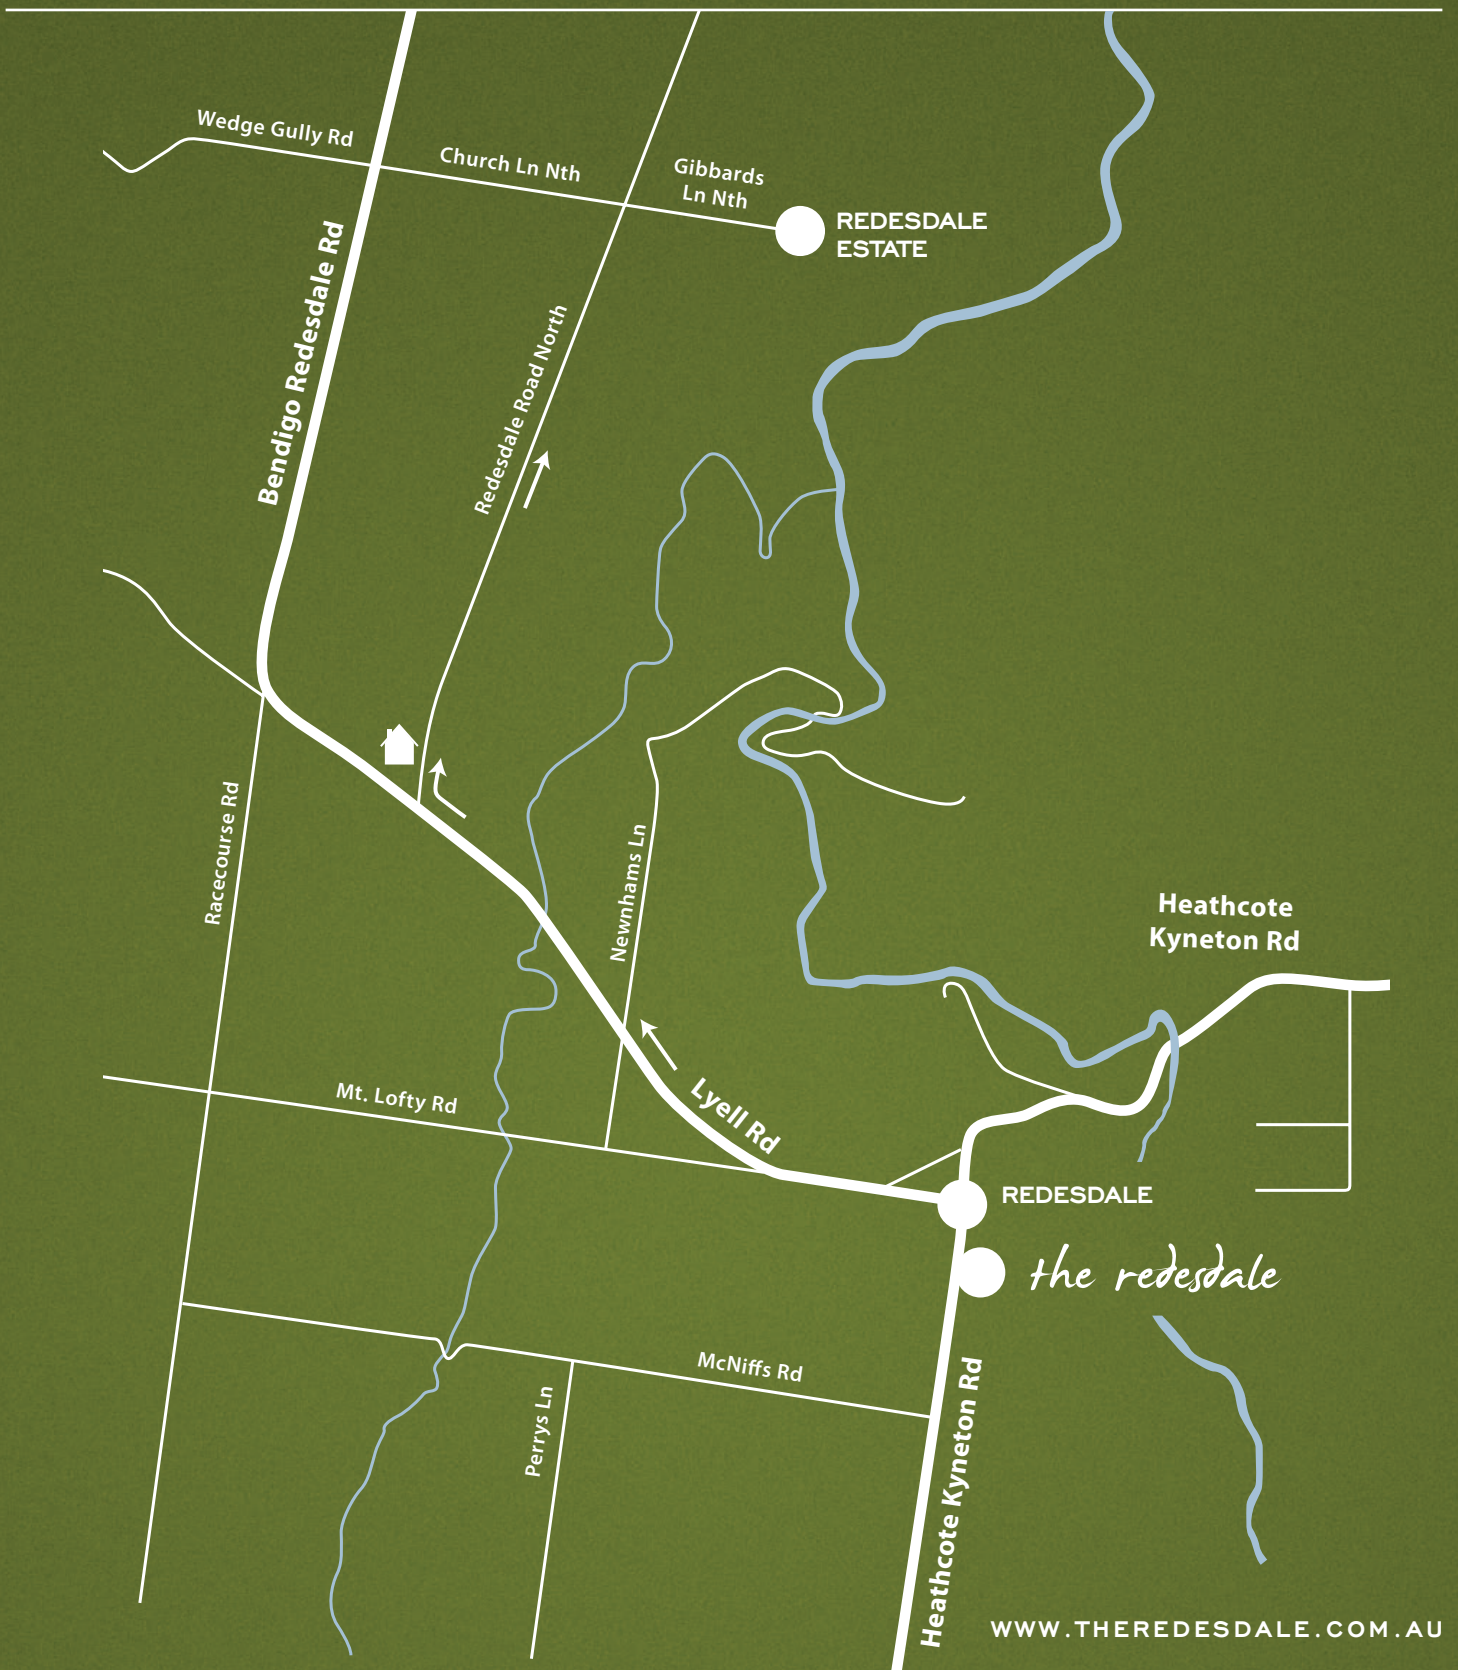 Wedge Gully Rd
Church Ln Nth
Gibbards
Ln Nth
REDESDALE
ESTATE
Bendigo Redesdale Rd
Redesdale Road North
Racecourse Rd
Newnhams Ln
Heathcote
Kyneton Rd
Mt. Lofty Rd
Lyell Rd
REDESDALE
the redesdale
McNiffs Rd
Perrys Ln
Heathcote Kyneton Rd
WWW.THEREDESDALE.COM.AU